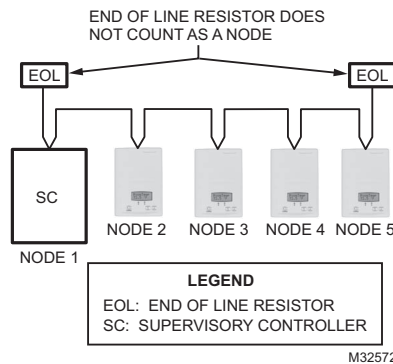 END OF LINE RESISTOR DOES
NOT COUNT AS A NODE
EOL
EOL
SC
NODE 2
NODE 3
NODE 4
NODE 5
NODE 1
LEGEND
EOL: END OF LINE RESISTOR
SC: SUPERVISORY CONTROLLER
M32572